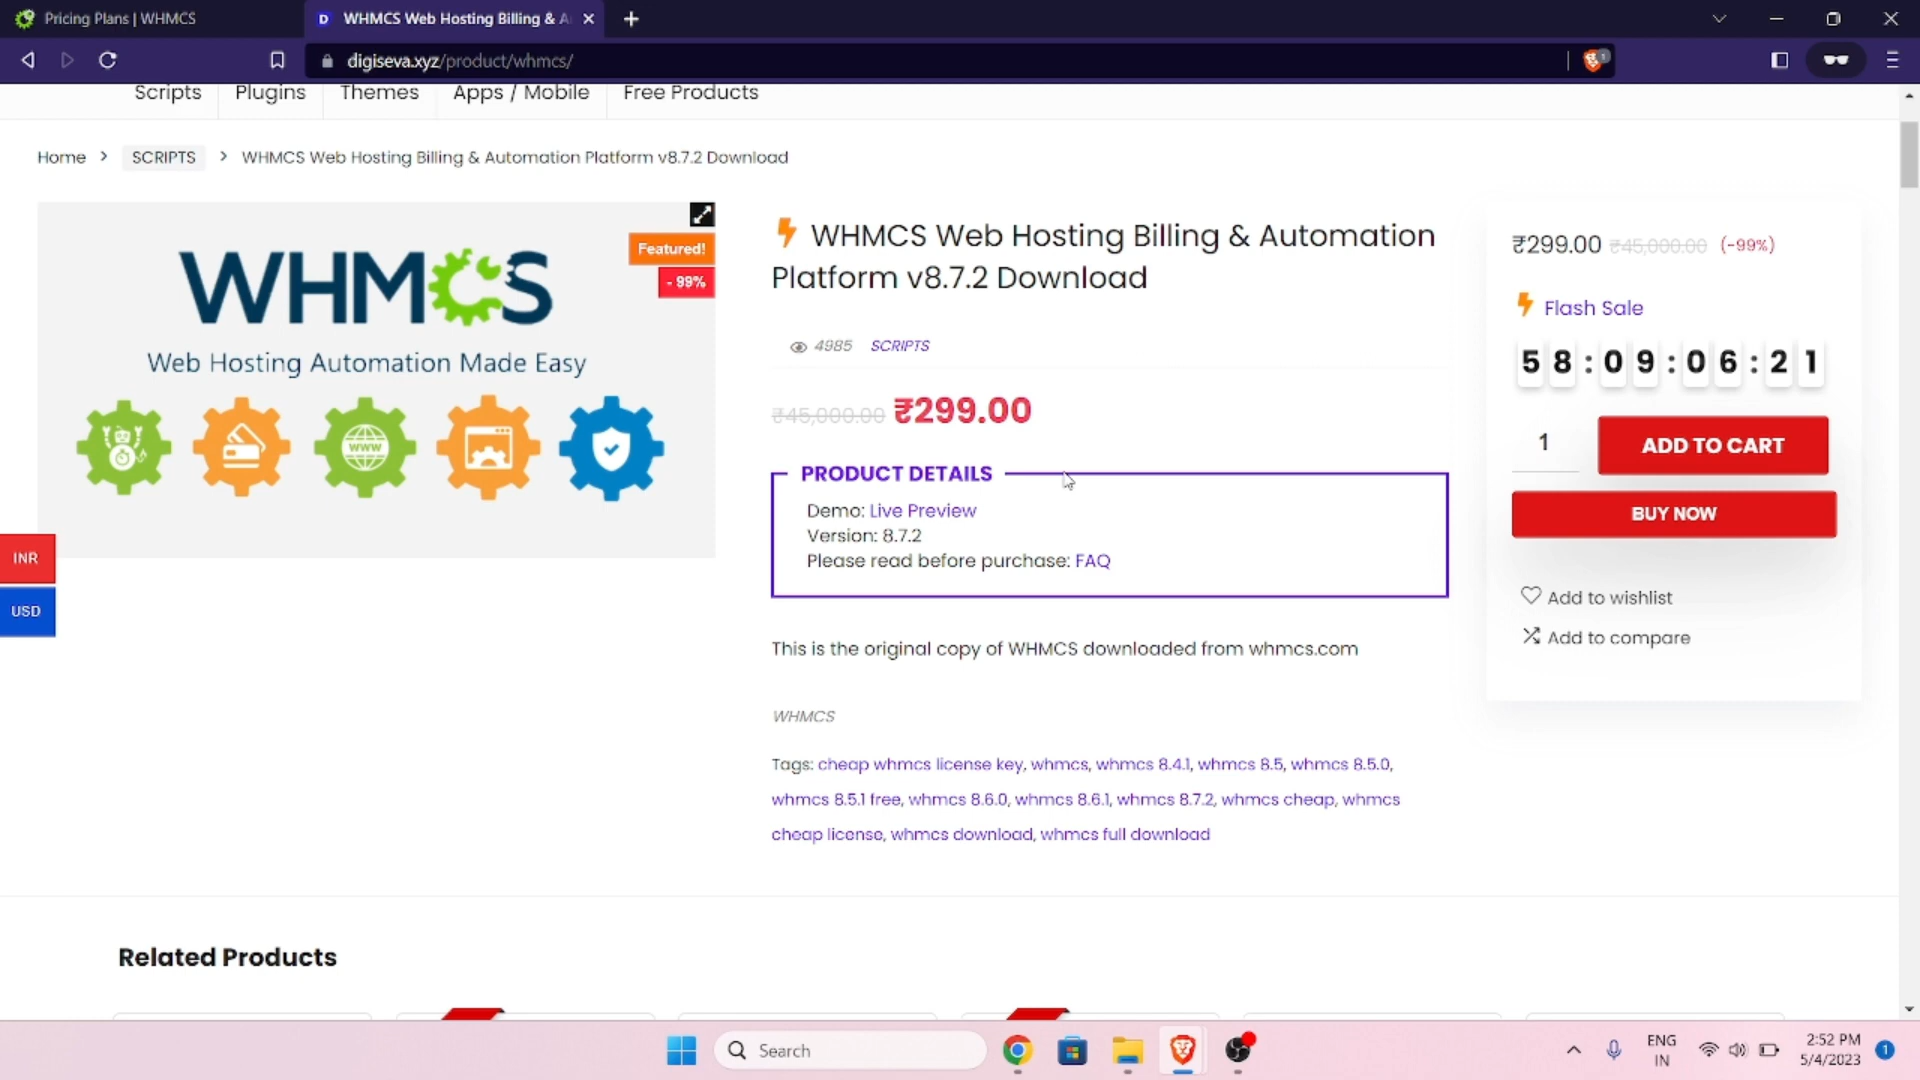 Pricing Plans | WHMCS
D WHMCS Web Hosting Billing & A
digiseva.xyz/product/whmcs/
1
Scripts Plugins Themes Apps / Mobile Free Products
Home > SCRIPTS > WHMCS Web Hosting Billing & Automation Platform v8.7.2 Download
Featured!
- 99%
WHMCS
Web Hosting Automation Made Easy
WWW
WHMCS Web Hosting Billing & Automation
Platform v8.7.2 Download
4985 SCRIPTS
₹45,000.00 ₹299.00
PRODUCT DETAILS
Demo: Live Preview
Version: 8.7.2
Please read before purchase: FAQ
This is the original copy of WHMCS downloaded from whmcs.com
WHMCS
Tags: cheap whmcs license key, whmcs, whmcs 8.4.1, whmcs 8.5, whmcs 8.5.0,
whmcs 8.5.1 free, whmcs 8.6.0, whmcs 8.6.1, whmcs 8.7.2, whmcs cheap, whmcs
cheap license, whmcs download, whmcs full download
₹299.00 ₹45,000.00 (-99%)
Flash Sale
58:09:06:21
1 ADD TO CART
BUY NOW
Add to wishlist
Add to compare
INR
USD
Related Products
Search
ENG
IN
2:52 PM
5/4/2023
1